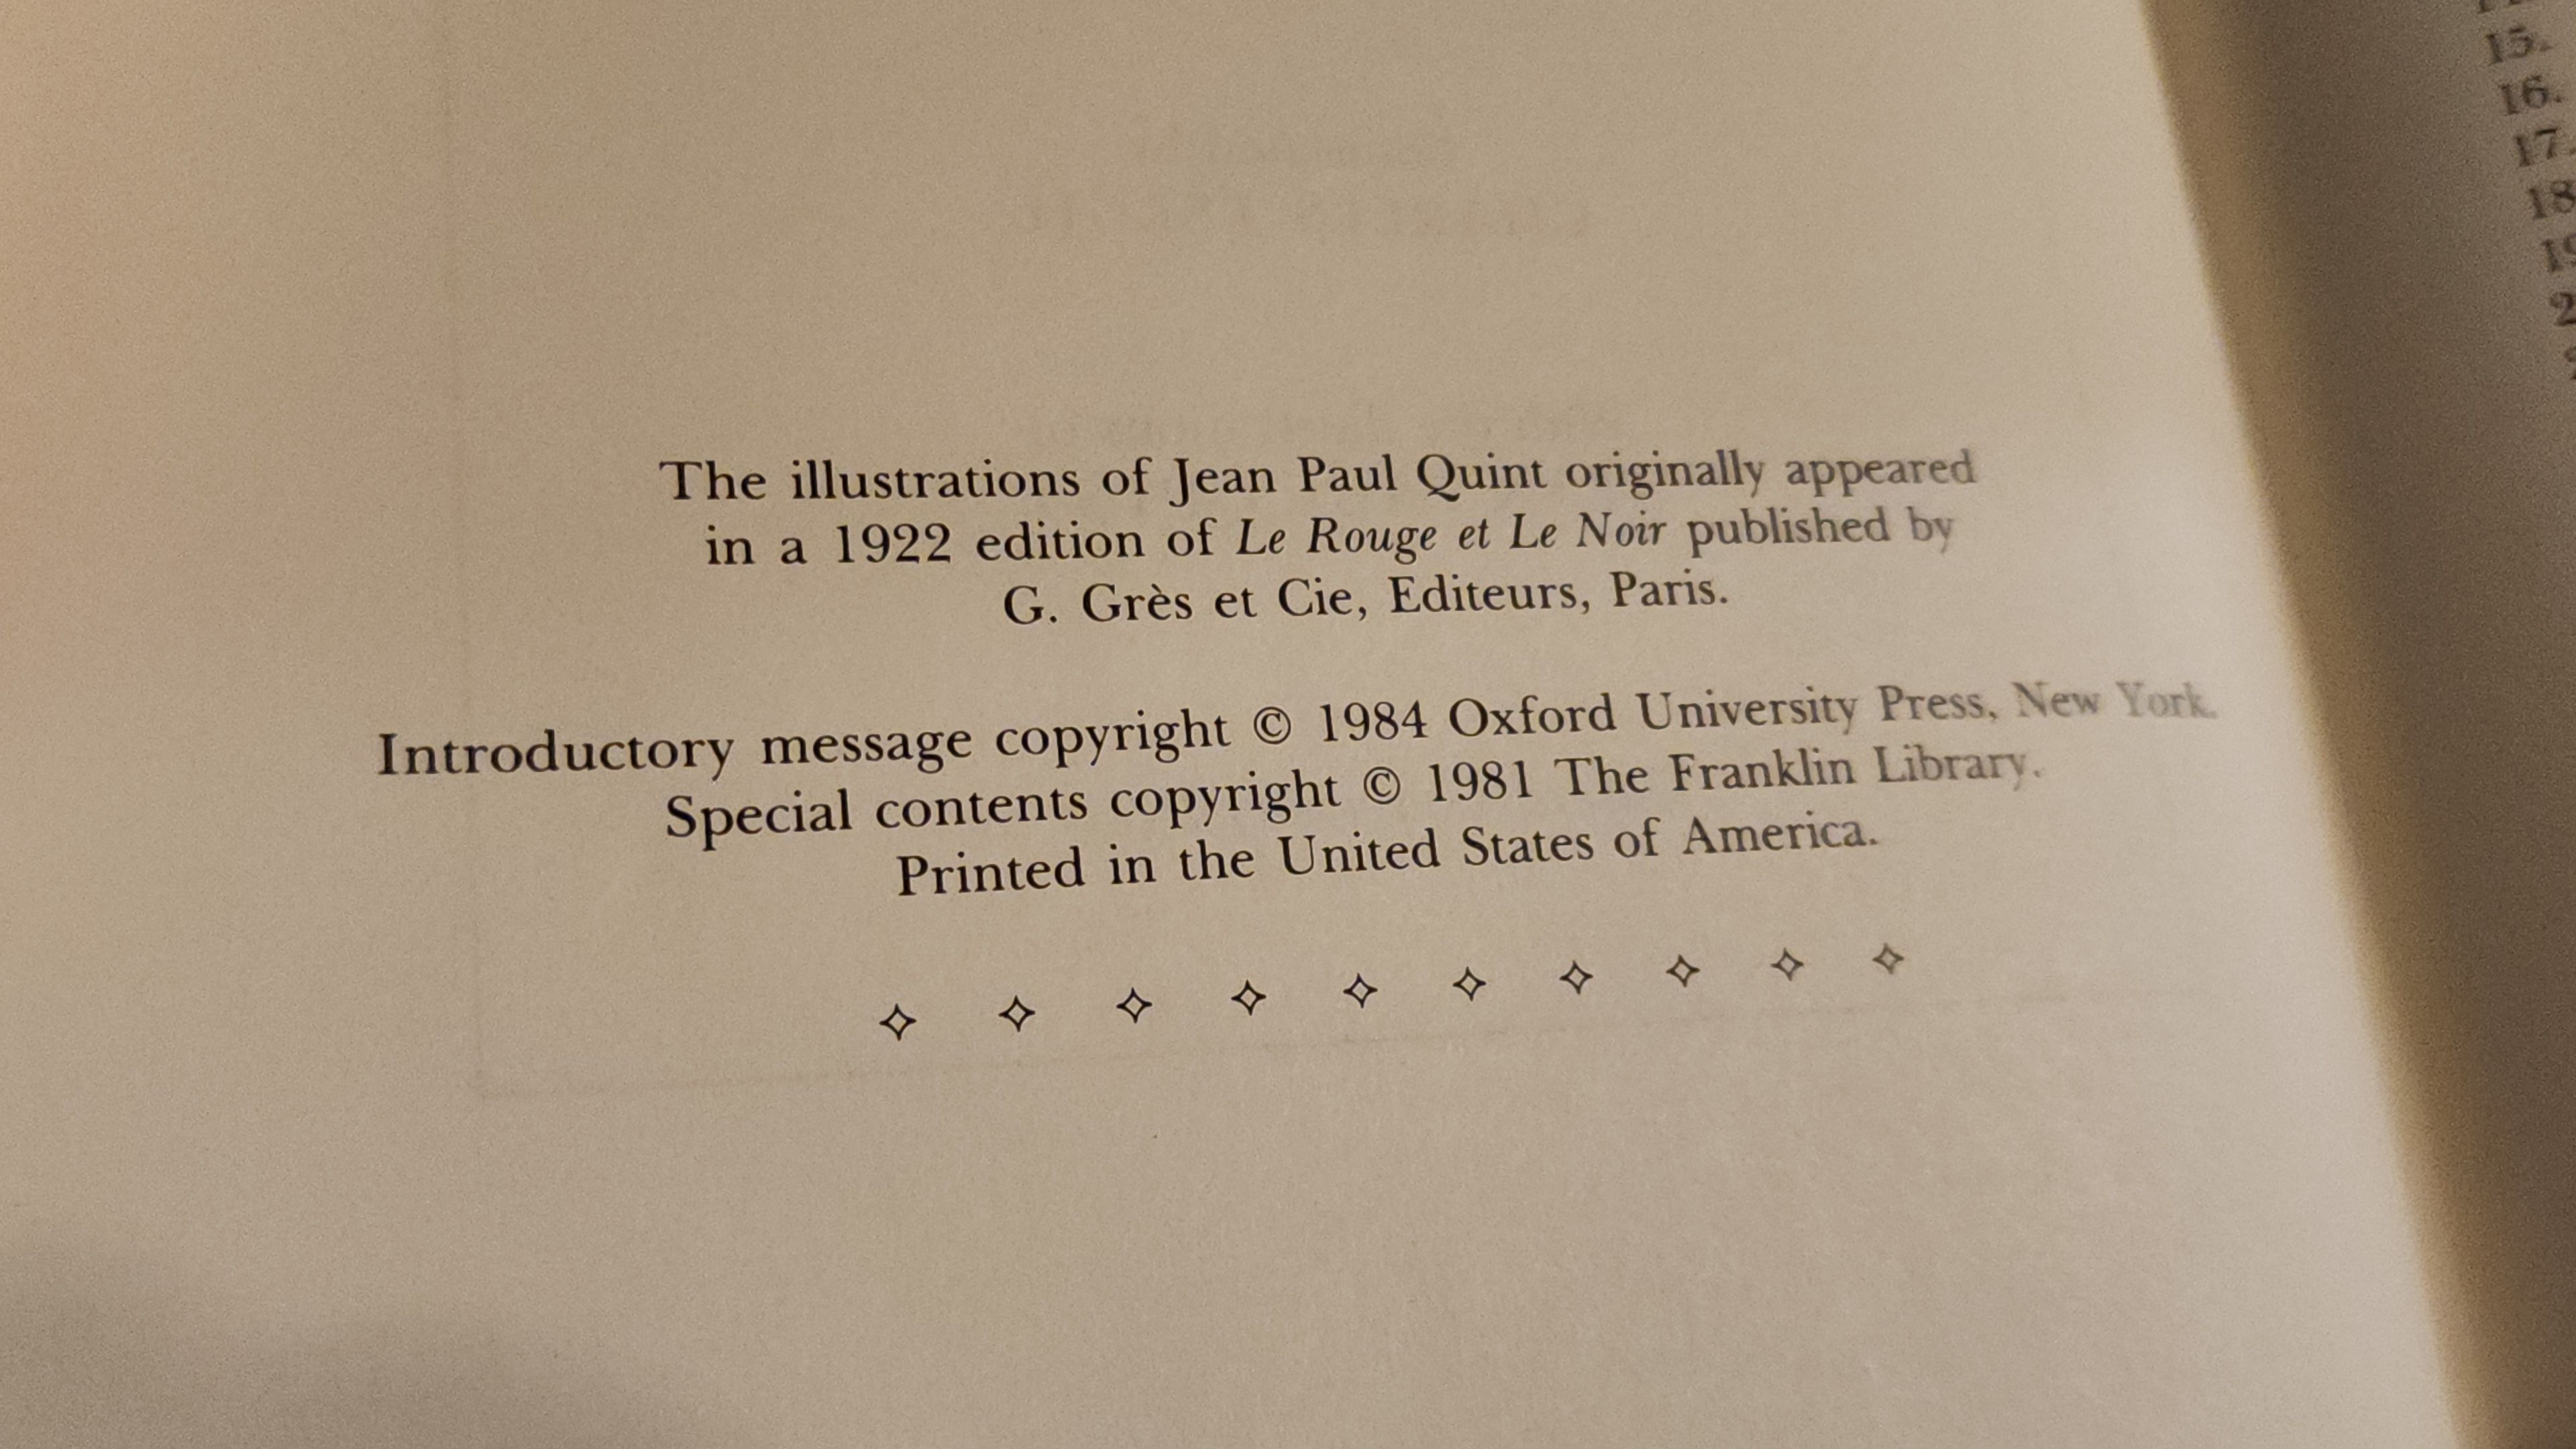 The illustrations of Jean Paul Quint originally appeared
in a 1922 edition of Le Rouge et Le Noir published by
G. Grès et Cie, Editeurs, Paris.
Introductory message copyright © 1984 Oxford University Press, New York.
Special contents copyright © 1981 The Franklin Library.
Printed in the United States of America.
15.
16.
17.
18
19